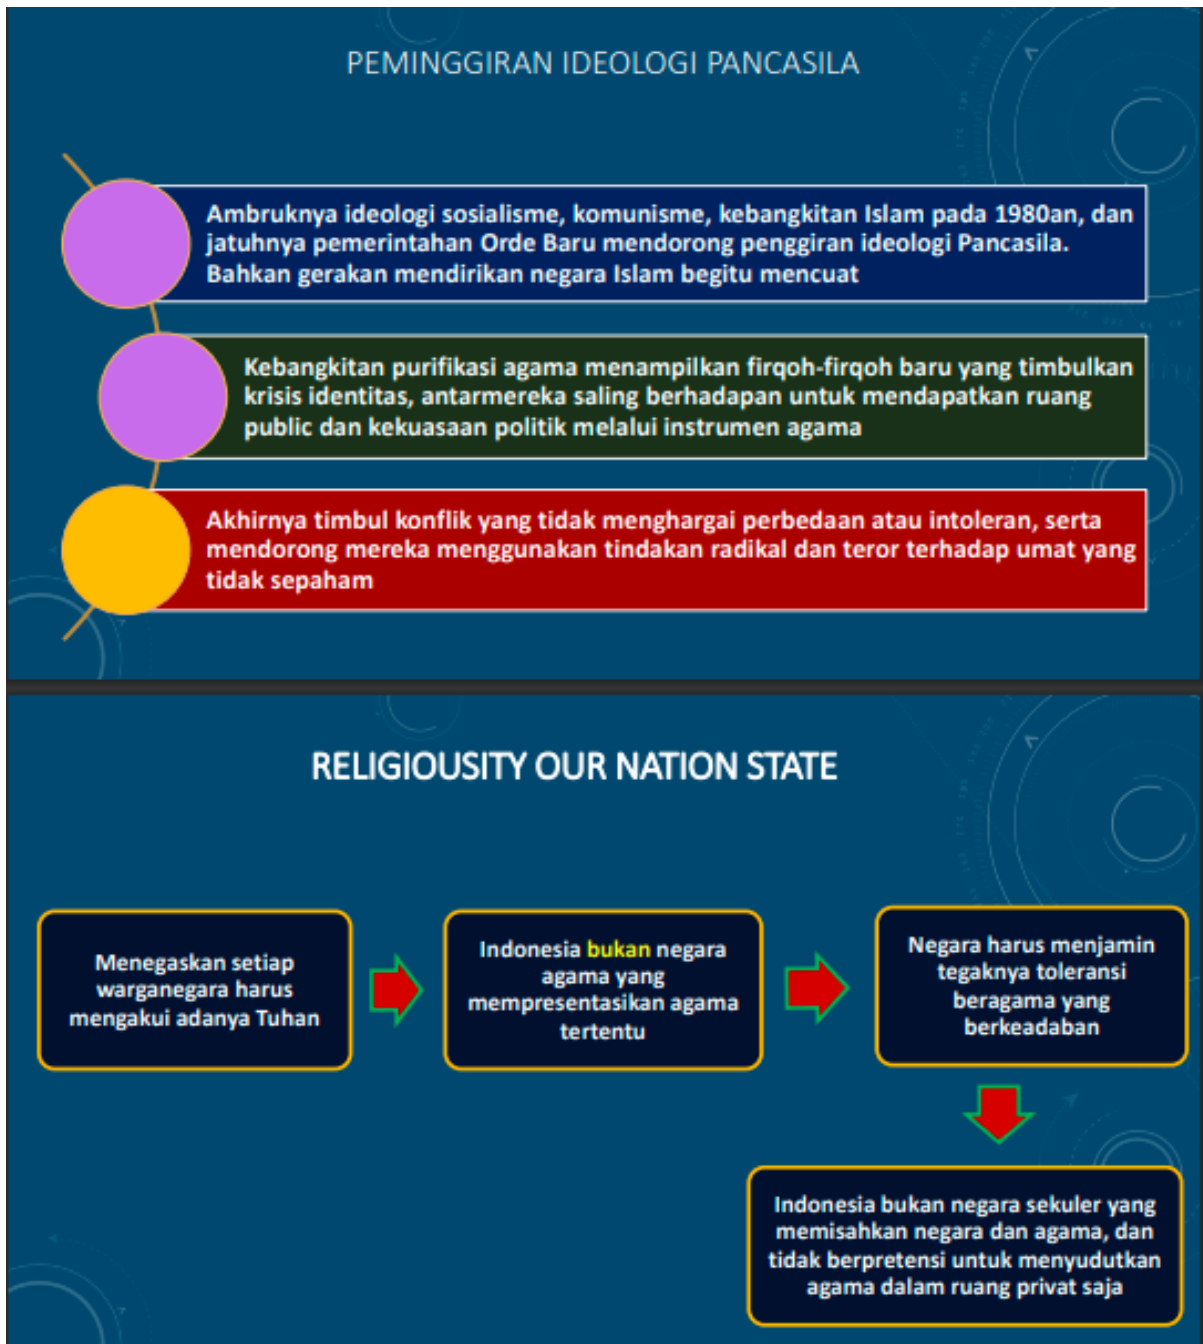 PEMINGGIRAN IDEOLOGI PANCASILA
Ambruknya ideologi sosialisme, komunisme, kebangkitan Islam pada 1980an, dan
jatuhnya pemerintahan Orde Baru mendorong penggiran ideologi Pancasila.
Bahkan gerakan mendirikan negara Islam begitu mencuat
Kebangkitan purifikasi agama menampilkan firqoh-firqoh baru yang timbulkan
krisis identitas, antarmereka saling berhadapan untuk mendapatkan ruang
public dan kekuasaan politik melalui instrumen agama
Akhirnya timbul konflik yang tidak menghargai perbedaan atau intoleran, serta
mendorong mereka menggunakan tindakan radikal dan teror terhadap umat yang
tidak sepaham
RELIGIOUSITY OUR NATION STATE
Menegaskan setiap
warganegara harus
mengakui adanya Tuhan
Indonesia bukan negara
agama yang
mempresentasikan agama
tertentu
Negara harus menjamin
tegaknya toleransi
beragama yang
berkeadaban
Indonesia bukan negara sekuler yang
memisahkan negara dan agama, dan
tidak berpretensi untuk menyudutkan
agama dalam ruang privat saja